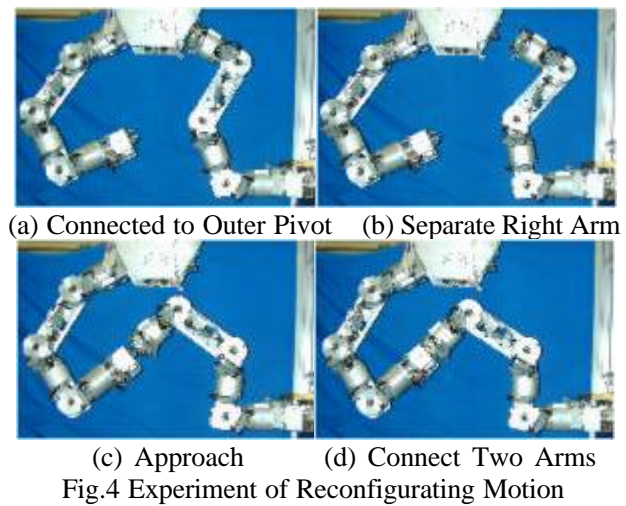 (a) Connected to Outer Pivot (b) Separate Right Arm
(c) Approach (d) Connect Two Arms
Fig.4 Experiment of Reconfigurating Motion